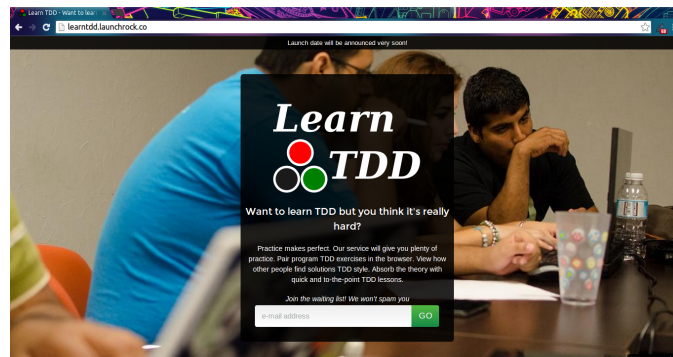 Learn TDD - Want to lear
learntdd.launchrock.co
Launch date will be announced very soon!
Learn
TDD
Want to learn TDD but you think it's really
hard?
Practice makes perfect. Our service will give you plenty of
practice. Pair program TDD exercises in the browser. View how
other people find solutions TDD style. Absorb the theory with
quick and to-the-point TDD lessons.
Join the waiting list! We won't spam you
e-mail address
GO